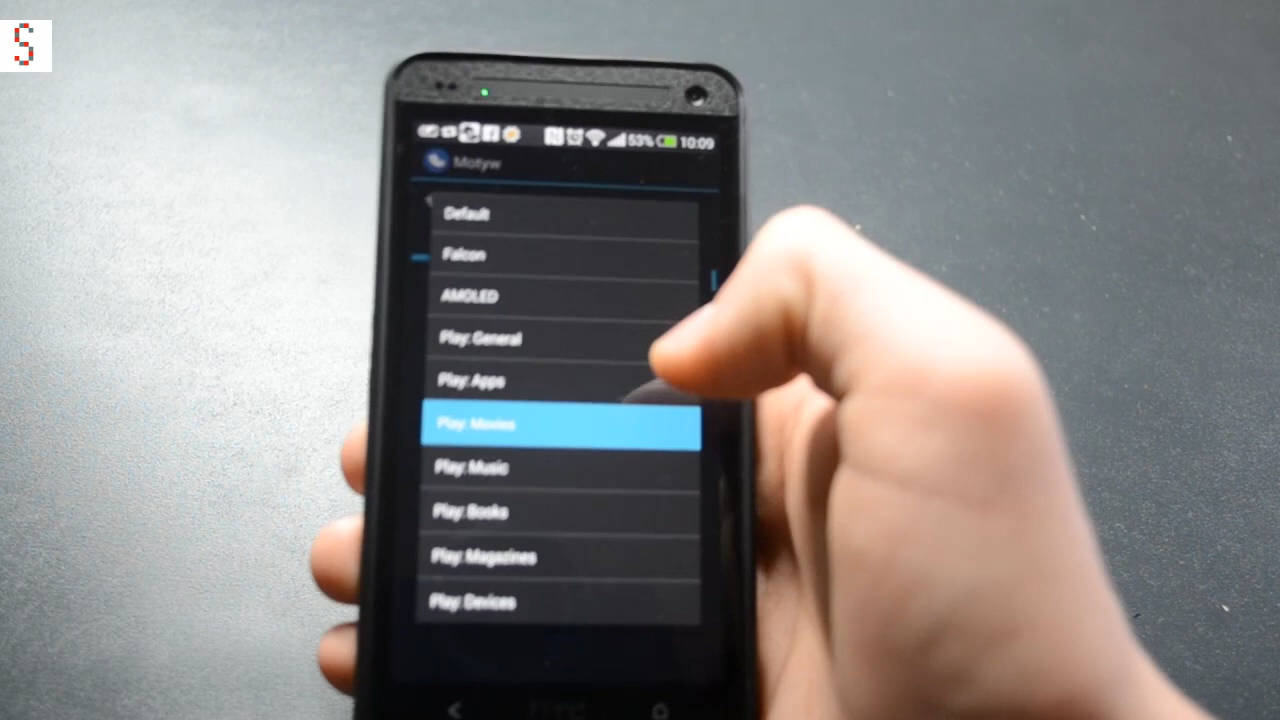 S
53% 10:09
Motyw
Default
Falcon
AMOLED
Play: General
Play: Apps
Play: Movies
Play: Music
Play: Books
Play: Magazines
Play: Devices